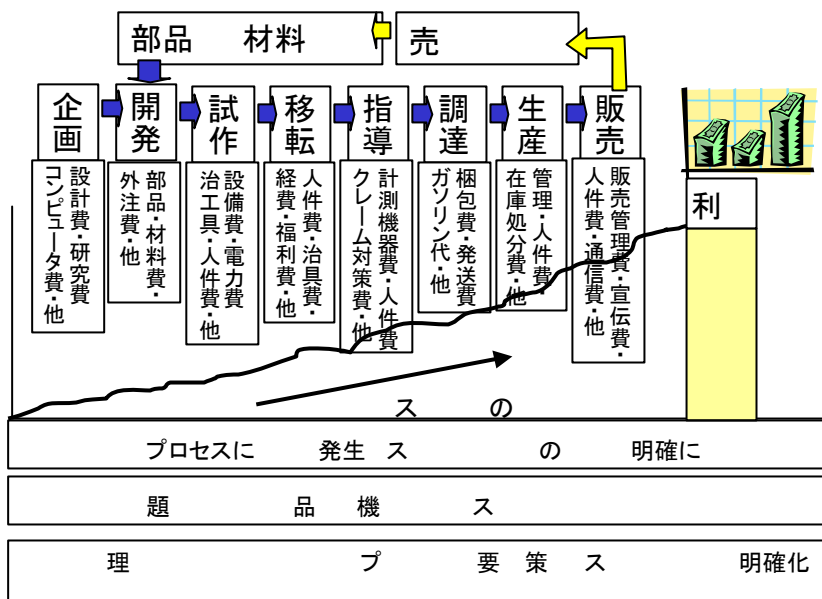 部品 材料
売
企画
開発
試作
移転
指導
調達
生産
販売
設計費・研究費
コンピュータ費・他
部品・材料費・
外注費・他
設備費・電力費
治工具・人件費・他
人件費・治具費・
経費・福利費・他
計測機器費・人件費
クレーム対策費・他
梱包費・発送費
ガソリン代・他
管理・人件費・
在庫処分費・他
販売管理費・宣伝費・
人件費・通信費・他
利
ス の
プロセスに 発生 ス の 明確に
題 品 機 ス
理 プ 要 策 ス 明確化